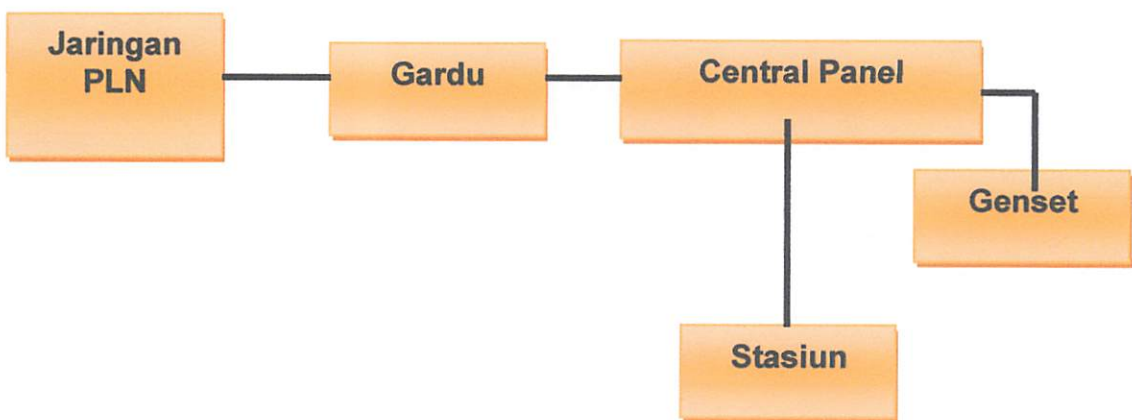 Jaringan
PLN
Gardu
Central Panel
Genset
Stasiun